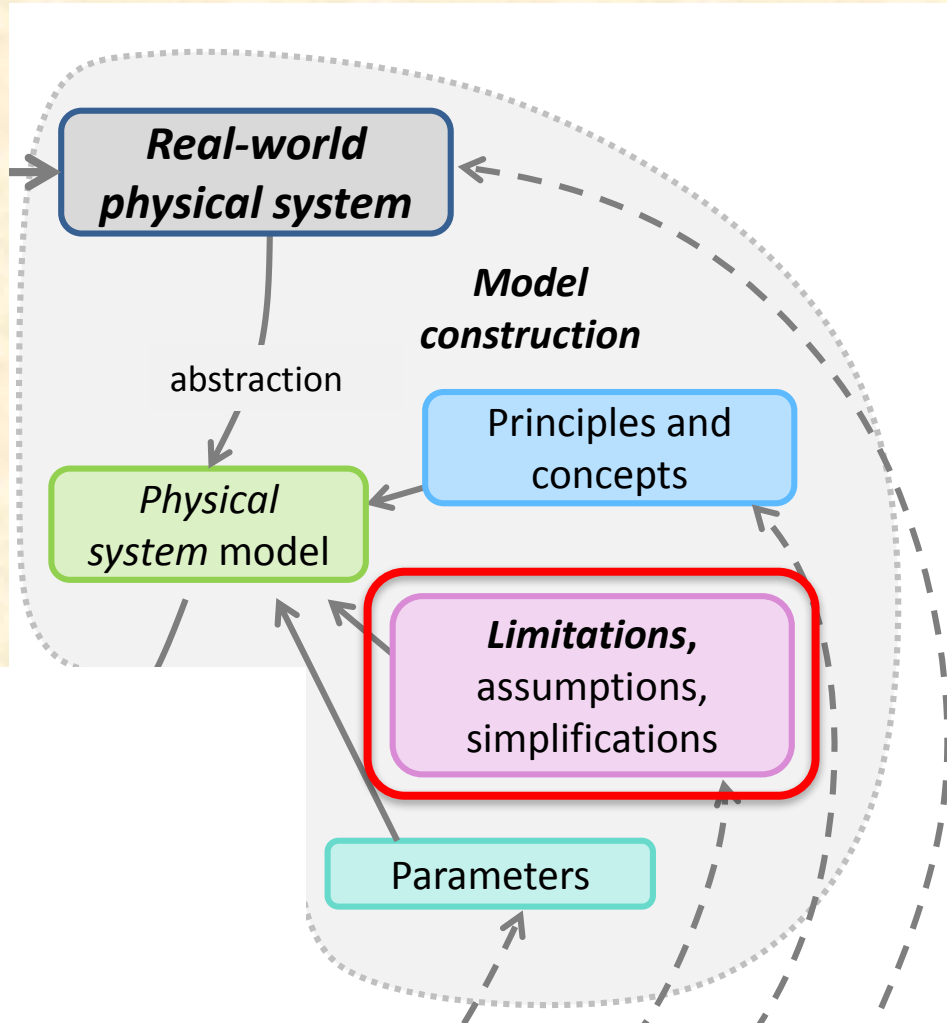 Real-world
physical system
Model
construction
abstraction
Principles and
concepts
Physical
system model
Limitations,
assumptions,
simplifications
Parameters